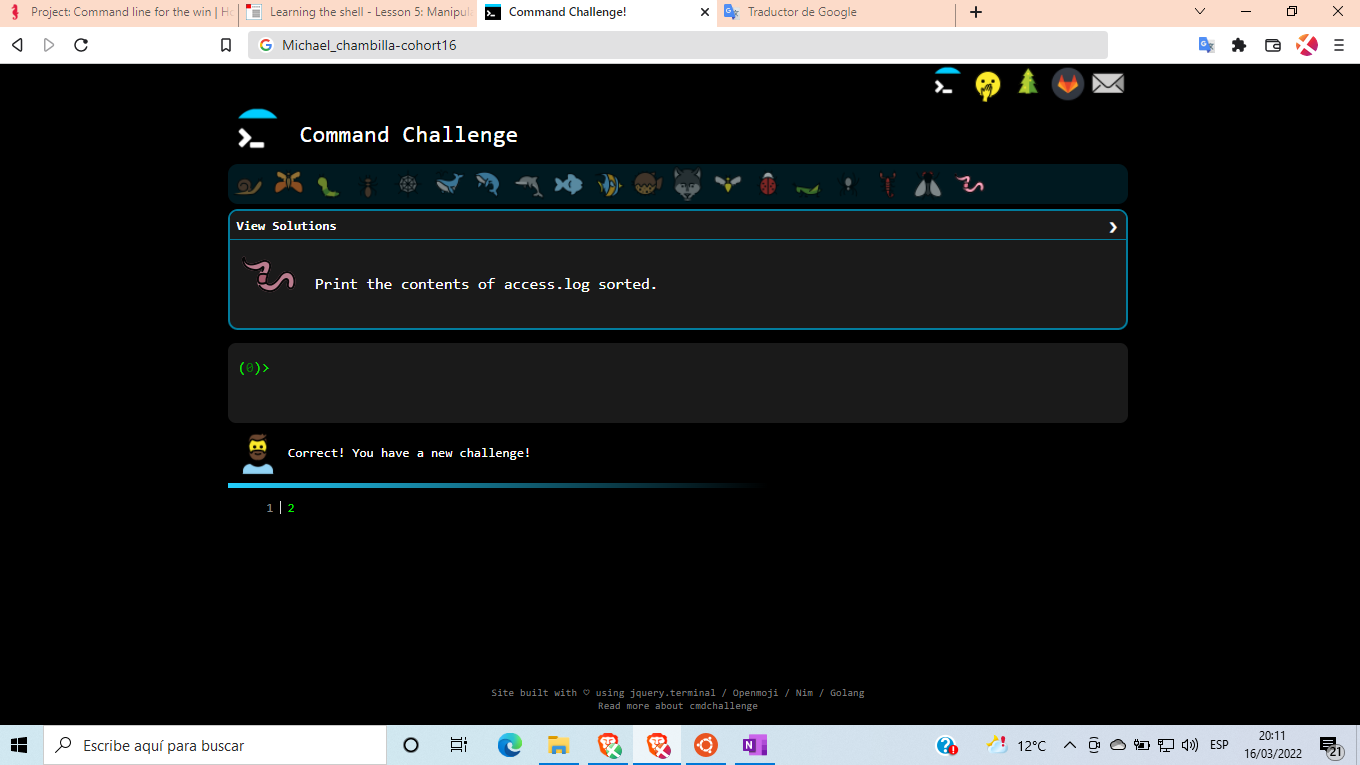 Project: Command line for the win | Ho
Learning the shell - Lesson 5: Manipula
Command Challenge!
Traductor de Google
Michael_chambilla-cohort16
Command Challenge
View Solutions
Print the contents of access.log sorted.
(0)>
Correct! You have a new challenge!
1 2
Site built with ♡ using jquery.terminal / Openmoji / Nim / Golang
Read more about cmdchallenge
Escribe aquí para buscar
12°C
ESP
20:11
16/03/2022
21